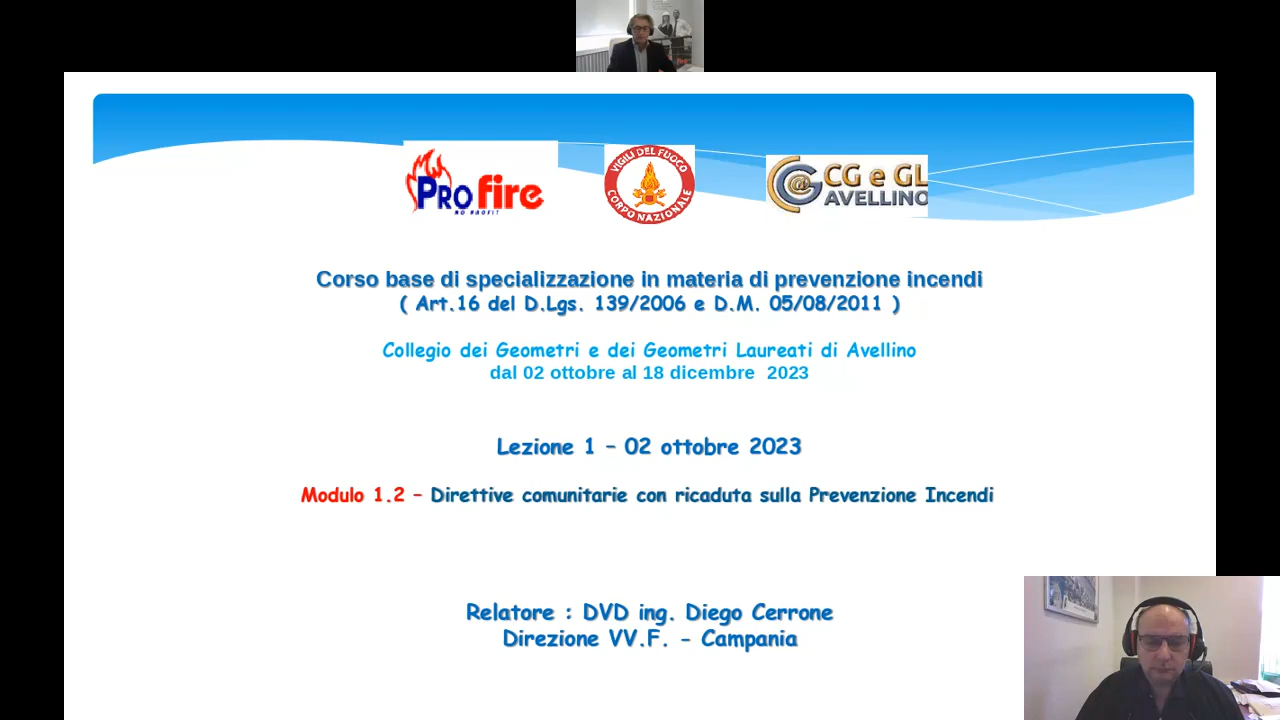 PROfire
NO PROFIT
VIGILI DEL FUOCO
CORPO NAZIONALE
CG e GL
AVELLINO
Corso base di specializzazione in materia di prevenzione incendi
( Art.16 del D.Lgs. 139/2006 e D.M. 05/08/2011 )
Collegio dei Geometri e dei Geometri Laureati di Avellino
dal 02 ottobre al 18 dicembre 2023
Lezione 1 – 02 ottobre 2023
Modulo 1.2 – Direttive comunitarie con ricaduta sulla Prevenzione Incendi
Relatore : DVD ing. Diego Cerrone
Direzione VV.F. - Campania